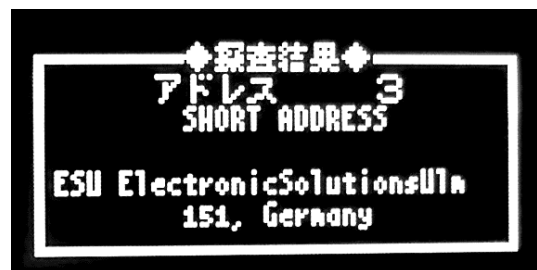 ◆探査結果◆
アドレス 3
SHORT ADDRESS
ESU ElectronicSolutionsUlm
151, Germany